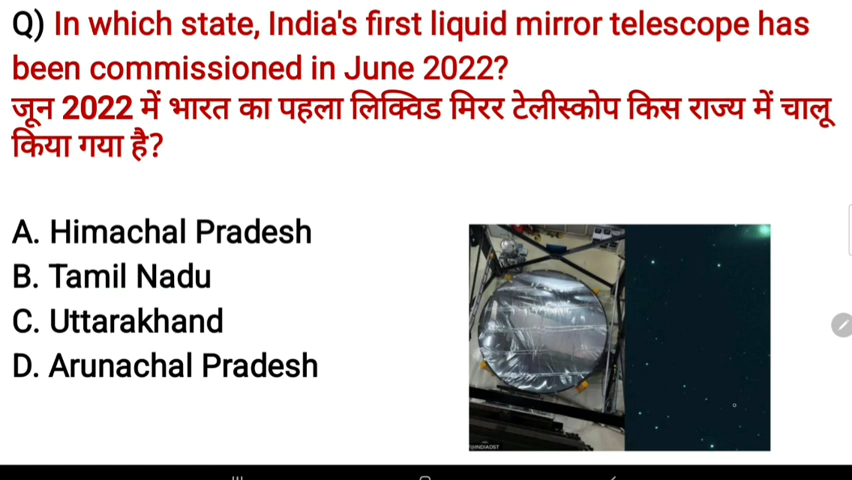 Q) In which state, India's first liquid mirror telescope has
been commissioned in June 2022?
जून 2022 में भारत का पहला लिक्विड मिरर टेलीस्कोप किस राज्य में चालू
किया गया है?
A. Himachal Pradesh
B. Tamil Nadu
C. Uttarakhand
D. Arunachal Pradesh
@INDIADST